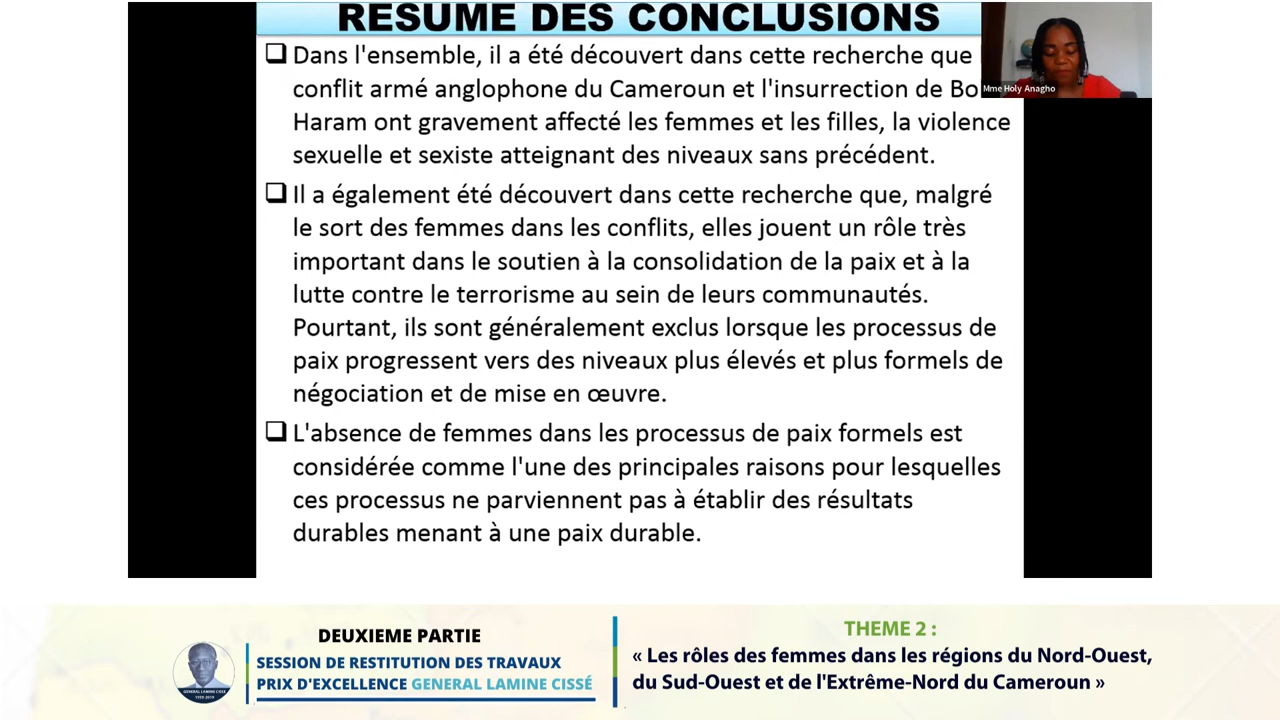 RESUME DES CONCLUSIONS
Dans l'ensemble, il a été découvert dans cette recherche que
conflit armé anglophone du Cameroun et l'insurrection de Bo
Haram ont gravement affecté les femmes et les filles, la violence
sexuelle et sexiste atteignant des niveaux sans précédent.
Il a également été découvert dans cette recherche que, malgré
le sort des femmes dans les conflits, elles jouent un rôle très
important dans le soutien à la consolidation de la paix et à la
lutte contre le terrorisme au sein de leurs communautés.
Pourtant, ils sont généralement exclus lorsque les processus de
paix progressent vers des niveaux plus élevés et plus formels de
négociation et de mise en œuvre.
L'absence de femmes dans les processus de paix formels est
considérée comme l'une des principales raisons pour lesquelles
ces processus ne parviennent pas à établir des résultats
durables menant à une paix durable.
Mme Holy Anagho
DEUXIEME PARTIE
SESSION DE RESTITUTION DES TRAVAUX
PRIX D'EXCELLENCE GENERAL LAMINE CISSÉ
GENERAL LAMINE CISSÉ
1939-2019
THEME 2 :
« Les rôles des femmes dans les régions du Nord-Ouest,
du Sud-Ouest et de l'Extrême-Nord du Cameroun »